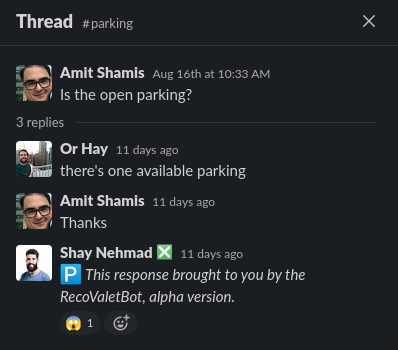 Thread #parking
Amit Shamis Aug 16th at 10:33 AM
Is the open parking?
3 replies
Or Hay 11 days ago
there's one available parking
Amit Shamis 11 days ago
Thanks
Shay Nehmad ❎ 11 days ago
🅿️ This response brought to you by the
RecoValetBot, alpha version.
😱 1